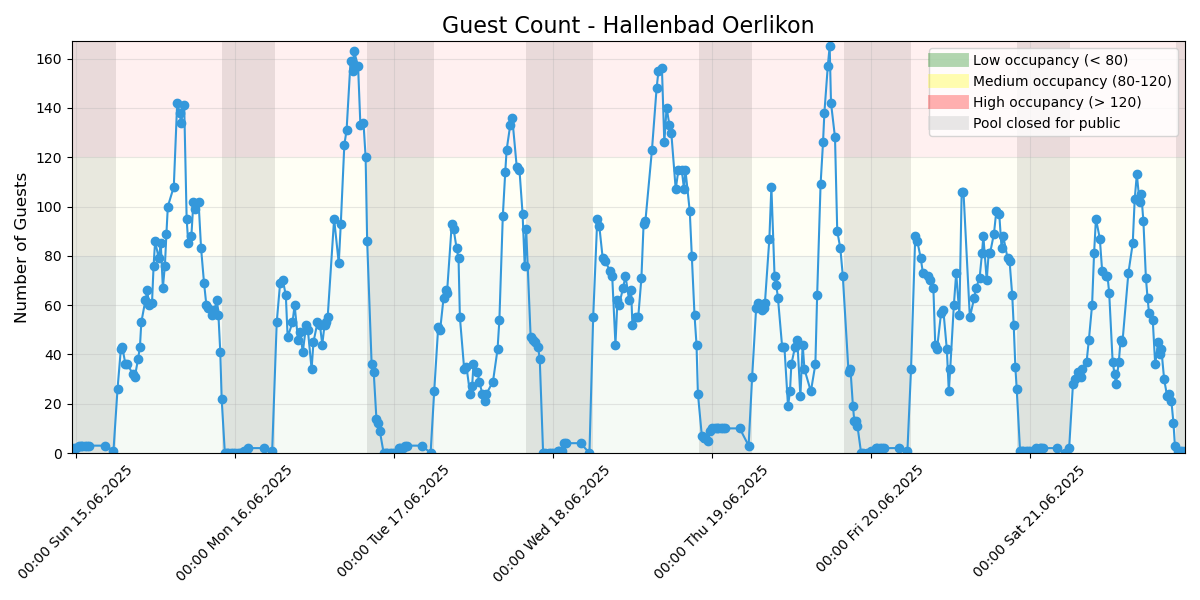 Guest Count - Hallenbad Oerlikon
Number of Guests
160
140
120
100
80
60
40
20
0
Low occupancy (< 80)
Medium occupancy (80-120)
High occupancy (> 120)
Pool closed for public
00:00 Sun 15.06.2025
00:00 Mon 16.06.2025
00:00 Tue 17.06.2025
00:00 Wed 18.06.2025
00:00 Thu 19.06.2025
00:00 Fri 20.06.2025
00:00 Sat 21.06.2025